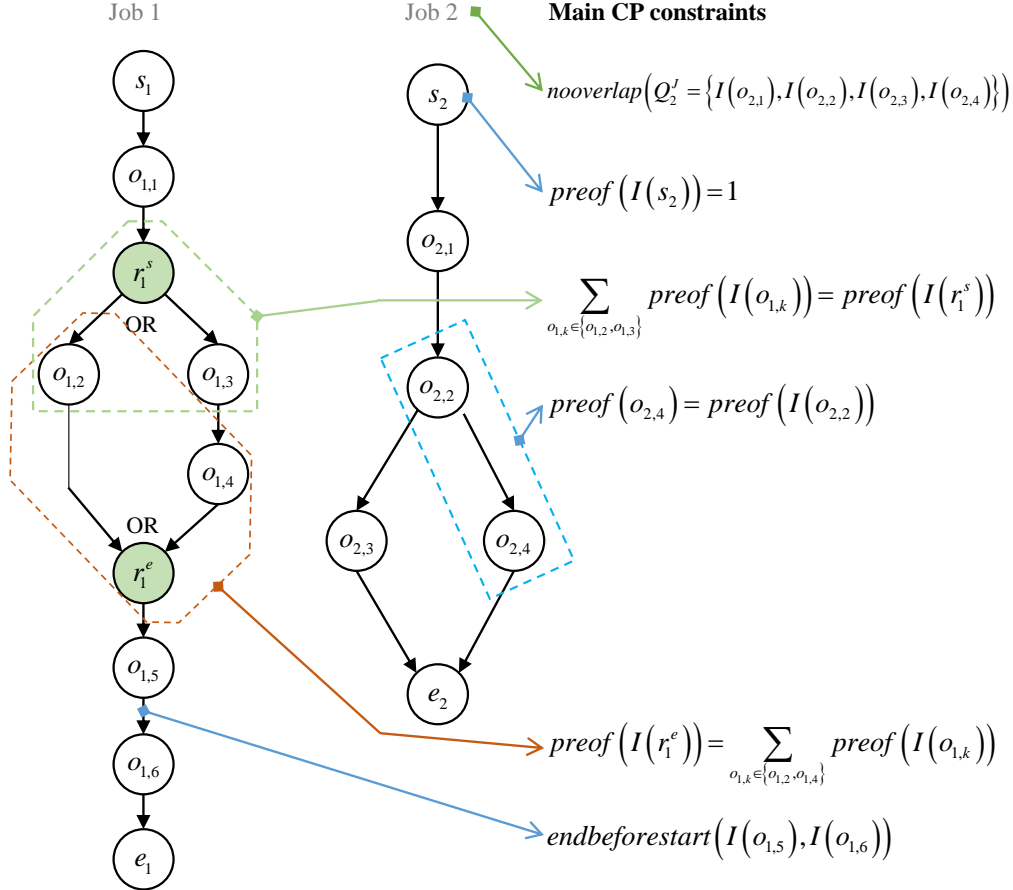 Job 1 Job 2 Main CP constraints
s_1
s_2
nooverlap(Q_2^J = {I(o_{2,1}), I(o_{2,2}), I(o_{2,3}), I(o_{2,4})})
o_{1,1}
preof(I(s_2)) = 1
o_{2,1}
r_1^s
∑_{o_{1,k}∈{o_{1,2},o_{1,3}}} preof(I(o_{1,k})) = preof(I(r_1^s))
OR
o_{1,2}
o_{1,3}
o_{2,2}
preof(o_{2,4}) = preof(I(o_{2,2}))
o_{1,4}
OR
o_{2,3}
o_{2,4}
r_1^e
o_{1,5}
e_2
preof(I(r_1^e)) = ∑_{o_{1,k}∈{o_{1,2},o_{1,4}}} preof(I(o_{1,k}))
o_{1,6}
endbeforestart(I(o_{1,5}), I(o_{1,6}))
e_1